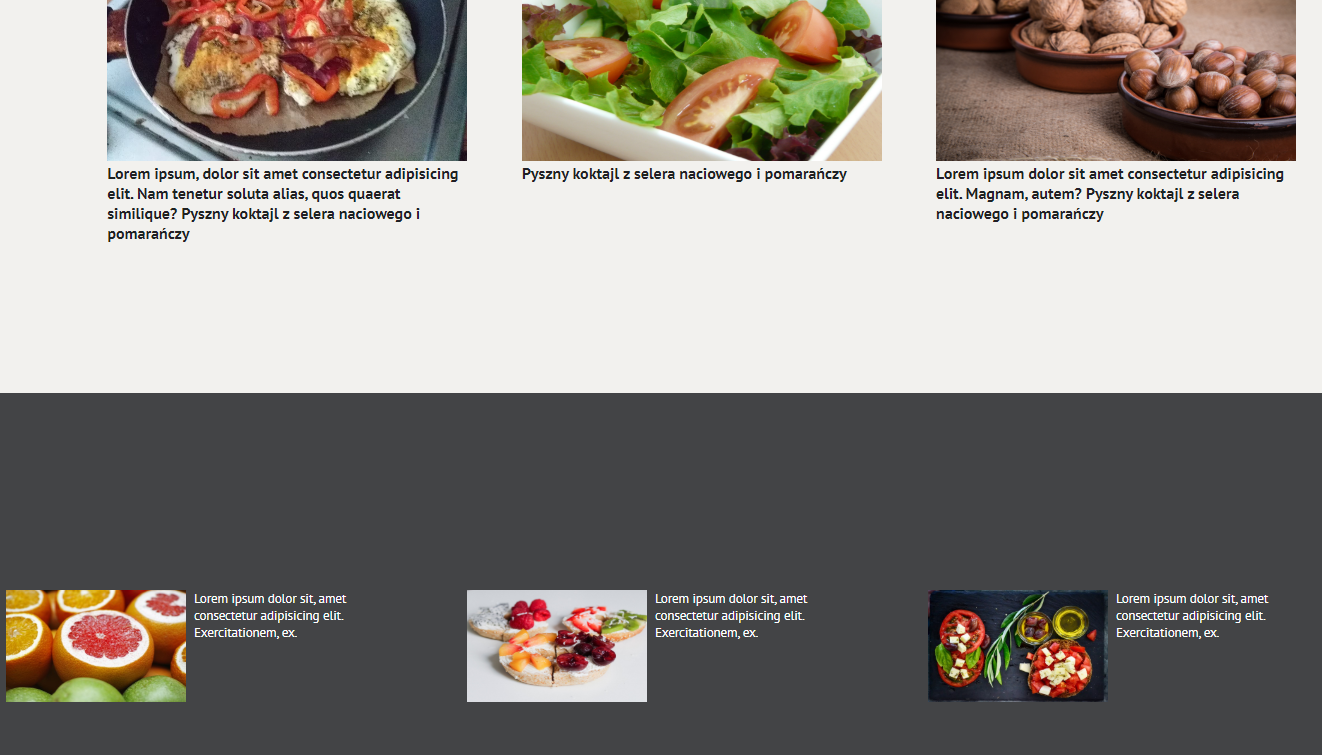 Lorem ipsum, dolor sit amet consectetur adipisicing
elit. Nam tenetur soluta alias, quos quaerat
similique? Pyszny koktajl z selera naciowego i
pomarańczy
Pyszny koktajl z selera naciowego i pomarańczy
Lorem ipsum dolor sit amet consectetur adipisicing
elit. Magnam, autem? Pyszny koktajl z selera
naciowego i pomarańczy
Lorem ipsum dolor sit, amet
consectetur adipisicing elit.
Exercitationem, ex.
Lorem ipsum dolor sit, amet
consectetur adipisicing elit.
Exercitationem, ex.
Lorem ipsum dolor sit, amet
consectetur adipisicing elit.
Exercitationem, ex.